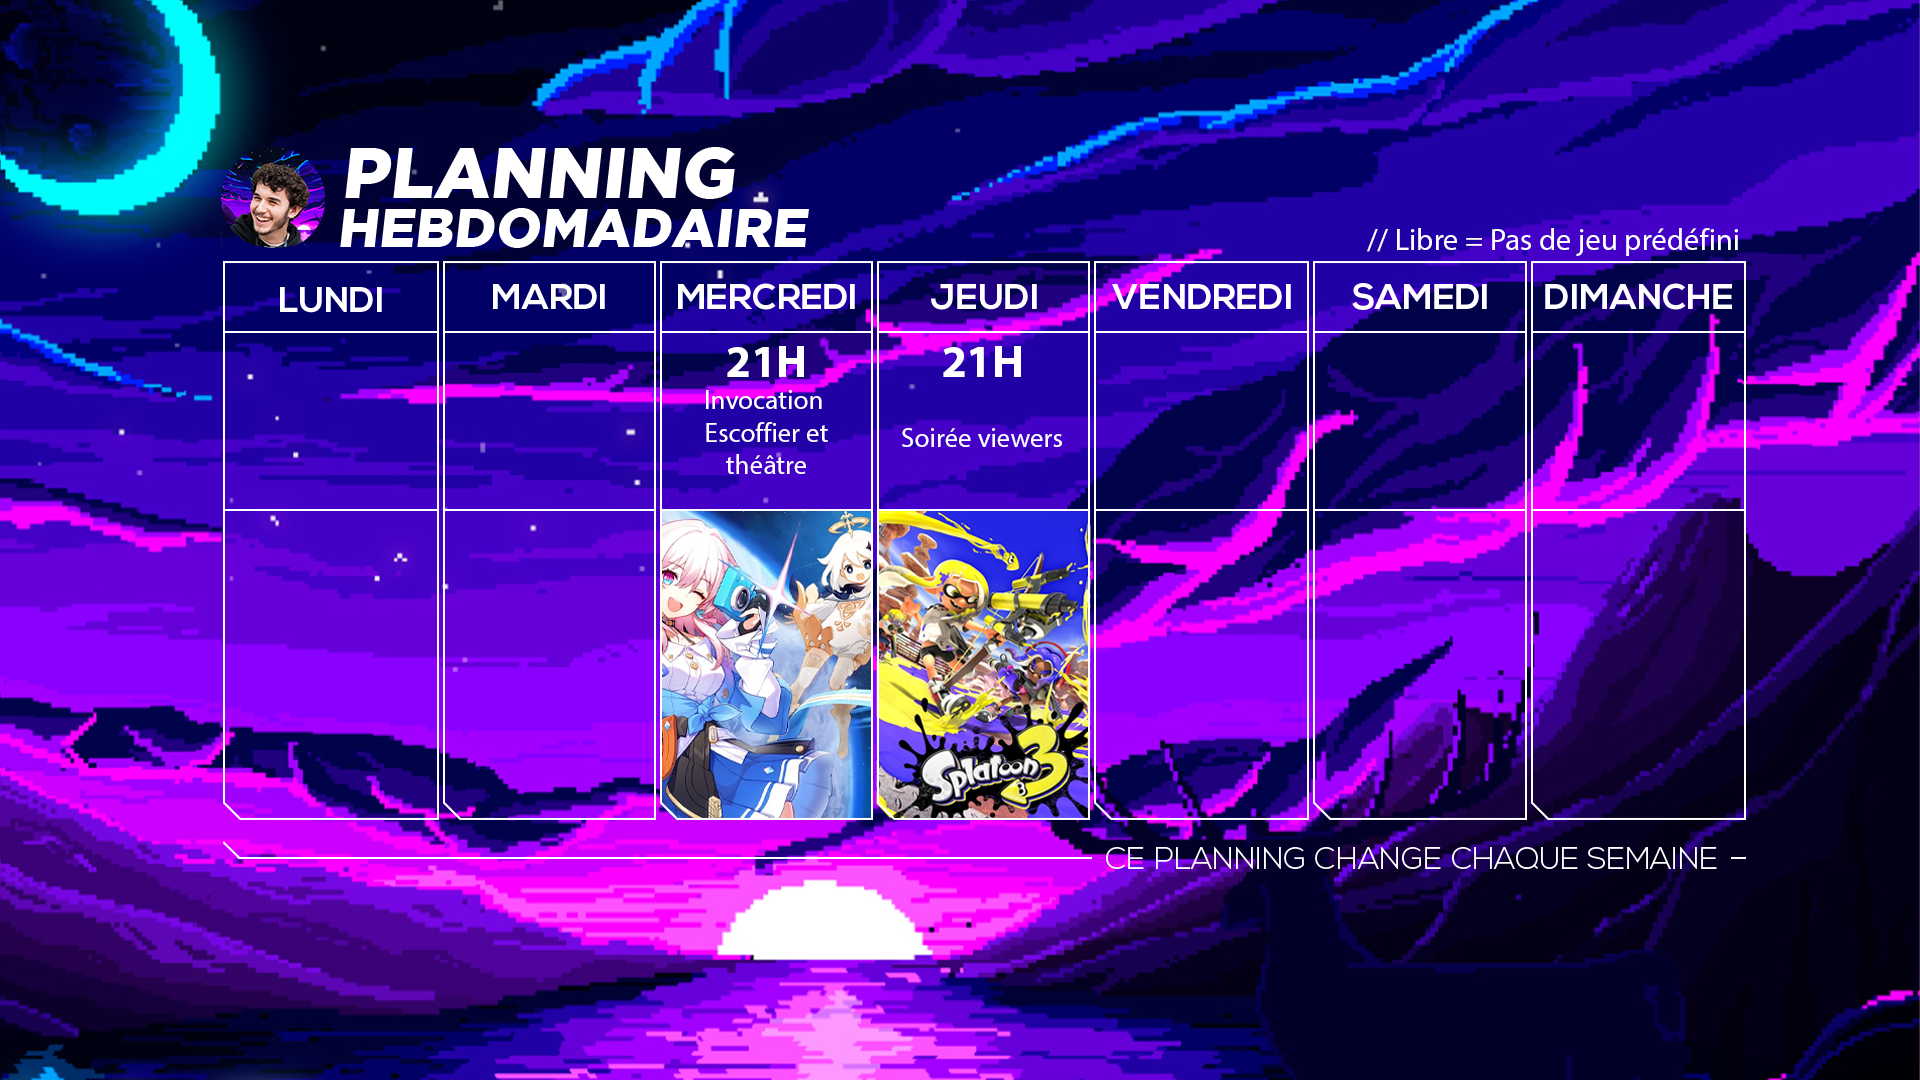 PLANNING
HEBDOMADAIRE
// Libre = Pas de jeu prédéfini
LUNDI
MARDI
MERCREDI
JEUDI
VENDREDI
SAMEDI
DIMANCHE
21H
Invocation
Escoffier et
théâtre
21H
Soirée viewers
Splatoon 3
CE PLANNING CHANGE CHAQUE SEMAINE